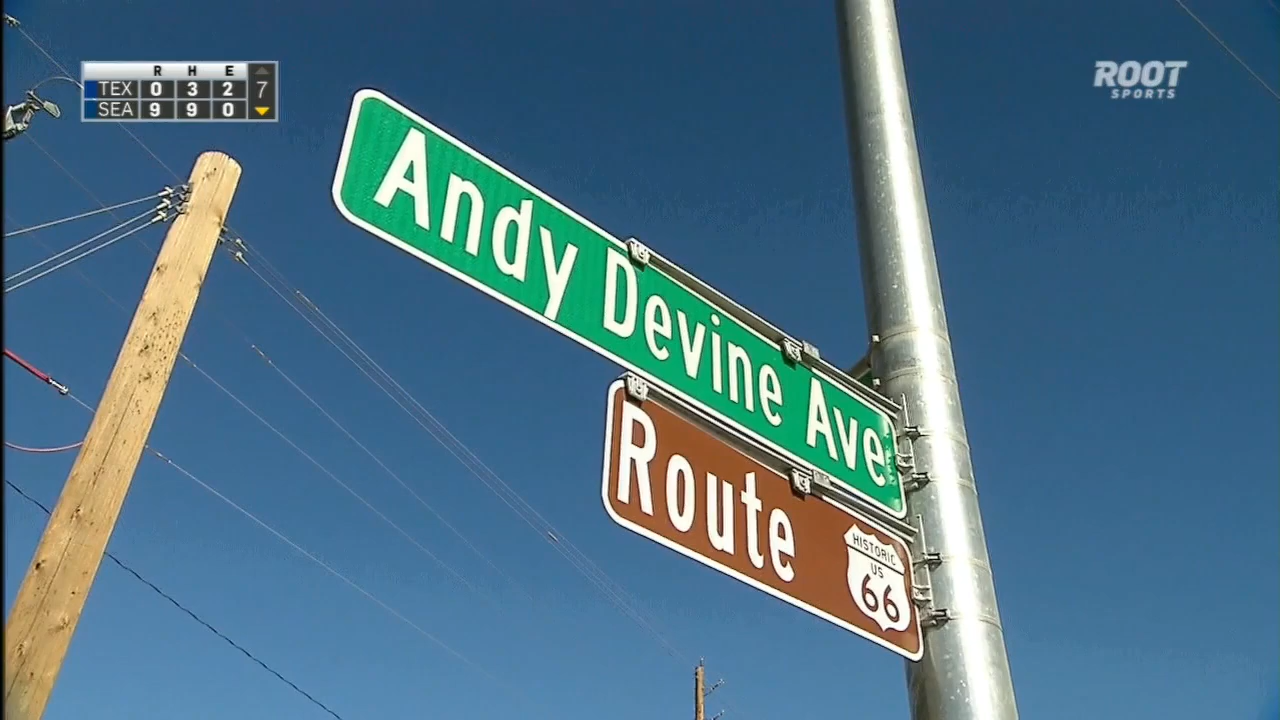 R H E
TEX 0 3 2 7
SEA 9 9 0
ROOT
SPORTS
Andy Devine Ave
Route
HISTORIC
US
66